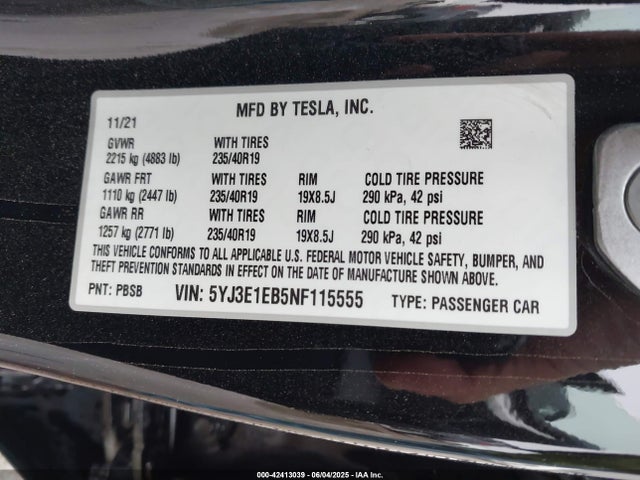 MFD BY TESLA, INC.
11/21
GVWR WITH TIRES
2215 kg (4883 lb) 235/40R19
GAWR FRT WITH TIRES RIM COLD TIRE PRESSURE
1110 kg (2447 lb) 235/40R19 19X8.5J 290 kPa, 42 psi
GAWR RR WITH TIRES RIM COLD TIRE PRESSURE
1257 kg (2771 lb) 235/40R19 19X8.5J 290 kPa, 42 psi
THIS VEHICLE CONFORMS TO ALL APPLICABLE U.S. FEDERAL MOTOR VEHICLE SAFETY, BUMPER, AND
THEFT PREVENTION STANDARDS IN EFFECT ON THE DATE OF MANUFACTURE SHOWN ABOVE.
PNT: PBSB VIN: 5YJ3E1EB5NF115555 TYPE: PASSENGER CAR
000-42413039 - 06/04/2025 - IAA Inc.